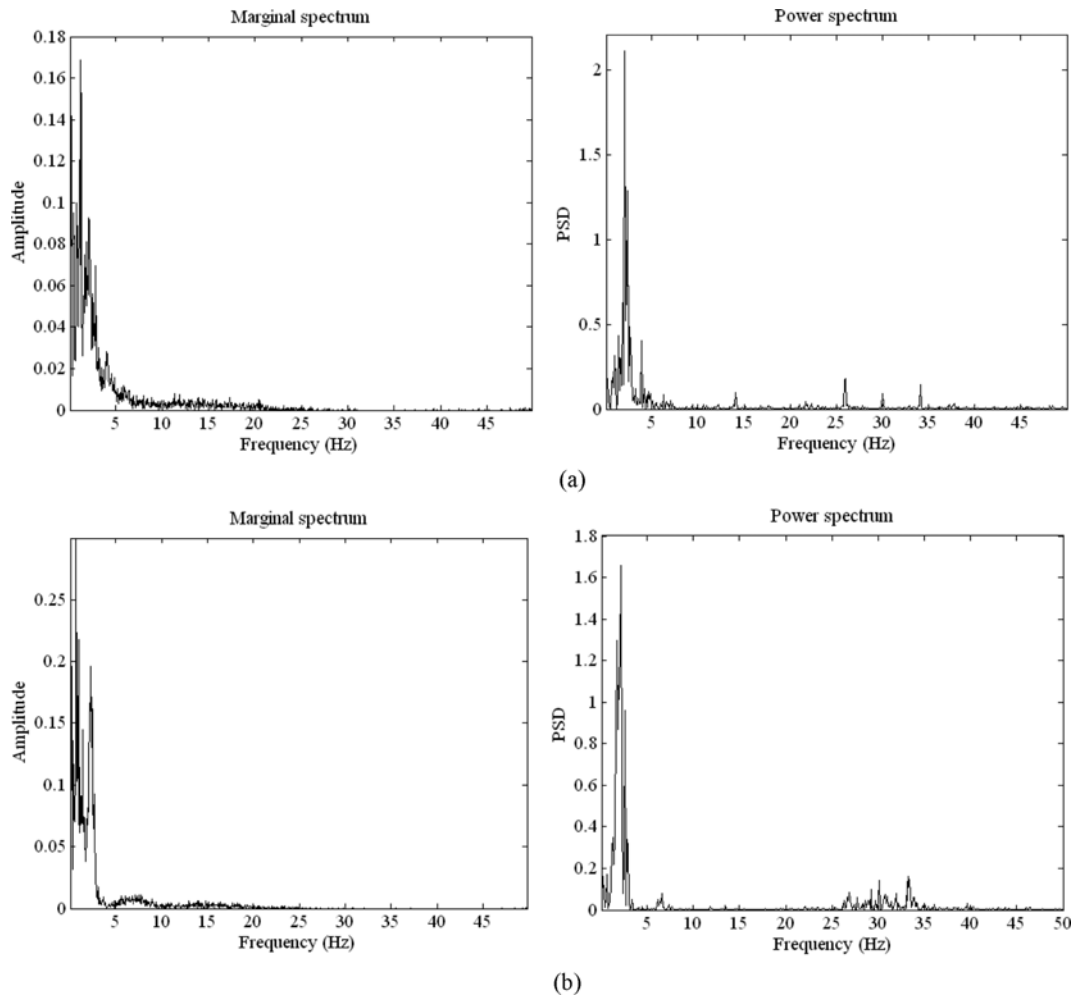 Marginal spectrum
0.18
0.16
0.14
0.12
0.1
0.08
0.06
0.04
0.02
0
Amplitude
5 10 15 20 25 30 35 40 45
Frequency (Hz)
Power spectrum
2
1.5
1
0.5
0
PSD
5 10 15 20 25 30 35 40 45
Frequency (Hz)
(a)
Marginal spectrum
0.25
0.2
0.15
0.1
0.05
0
Amplitude
5 10 15 20 25 30 35 40 45
Frequency (Hz)
Power spectrum
1.8
1.6
1.4
1.2
1
0.8
0.6
0.4
0.2
0
PSD
5 10 15 20 25 30 35 40 45 50
Frequency (Hz)
(b)